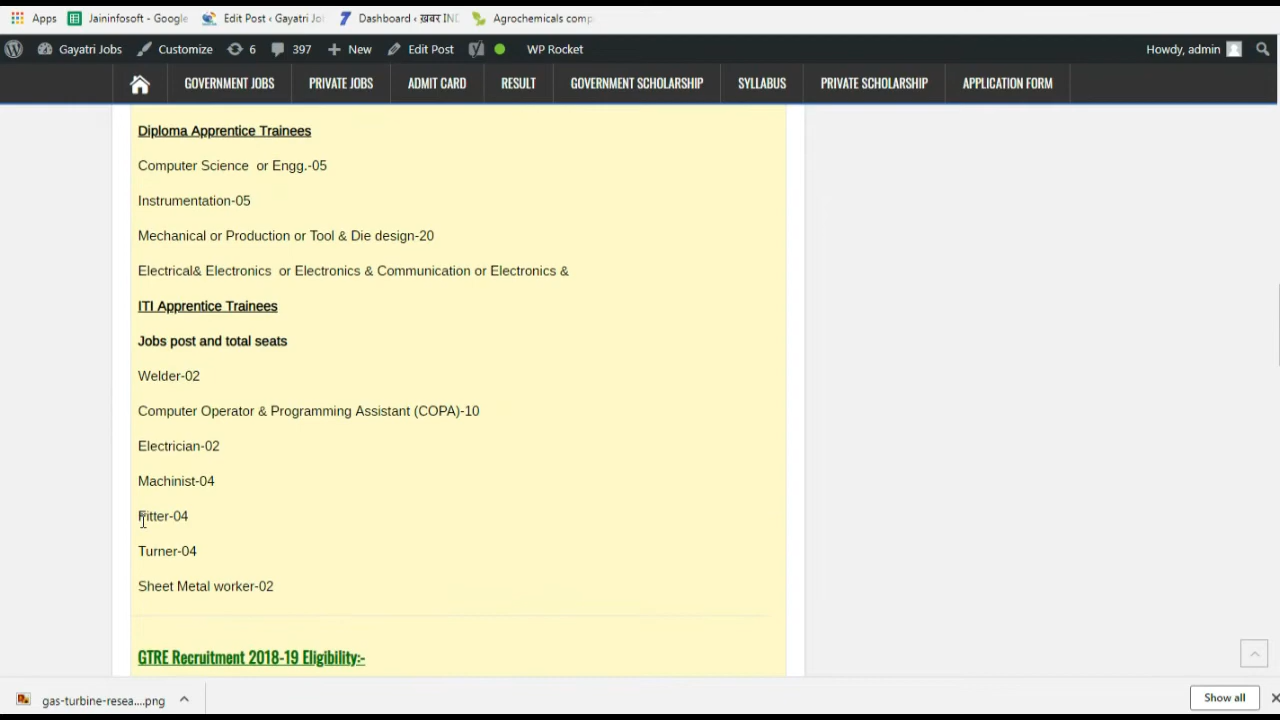 Apps Jaininfosoft - Google Edit Post ‹ Gayatri Jo Dashboard ‹ ख़बर IND Agrochemicals comp
Gayatri Jobs Customize 6 397 New Edit Post WP Rocket Howdy, admin
GOVERNMENT JOBS PRIVATE JOBS ADMIT CARD RESULT GOVERNMENT SCHOLARSHIP SYLLABUS PRIVATE SCHOLARSHIP APPLICATION FORM
Diploma Apprentice Trainees
Computer Science or Engg.-05
Instrumentation-05
Mechanical or Production or Tool & Die design-20
Electrical& Electronics or Electronics & Communication or Electronics &
ITI Apprentice Trainees
Jobs post and total seats
Welder-02
Computer Operator & Programming Assistant (COPA)-10
Electrician-02
Machinist-04
Fitter-04
Turner-04
Sheet Metal worker-02
GTRE Recruitment 2018-19 Eligibility:-
gas-turbine-resea....png Show all